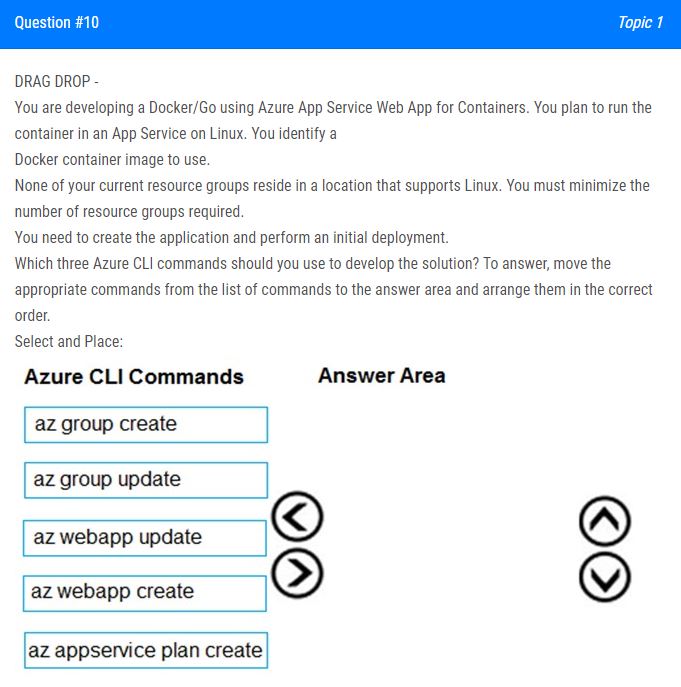 Question #10
Topic 1
DRAG DROP -
You are developing a Docker/Go using Azure App Service Web App for Containers. You plan to run the
container in an App Service on Linux. You identify a
Docker container image to use.
None of your current resource groups reside in a location that supports Linux. You must minimize the
number of resource groups required.
You need to create the application and perform an initial deployment.
Which three Azure CLI commands should you use to develop the solution? To answer, move the
appropriate commands from the list of commands to the answer area and arrange them in the correct
order.
Select and Place:
Azure CLI Commands
Answer Area
az group create
az group update
az webapp update
az webapp create
az appservice plan create